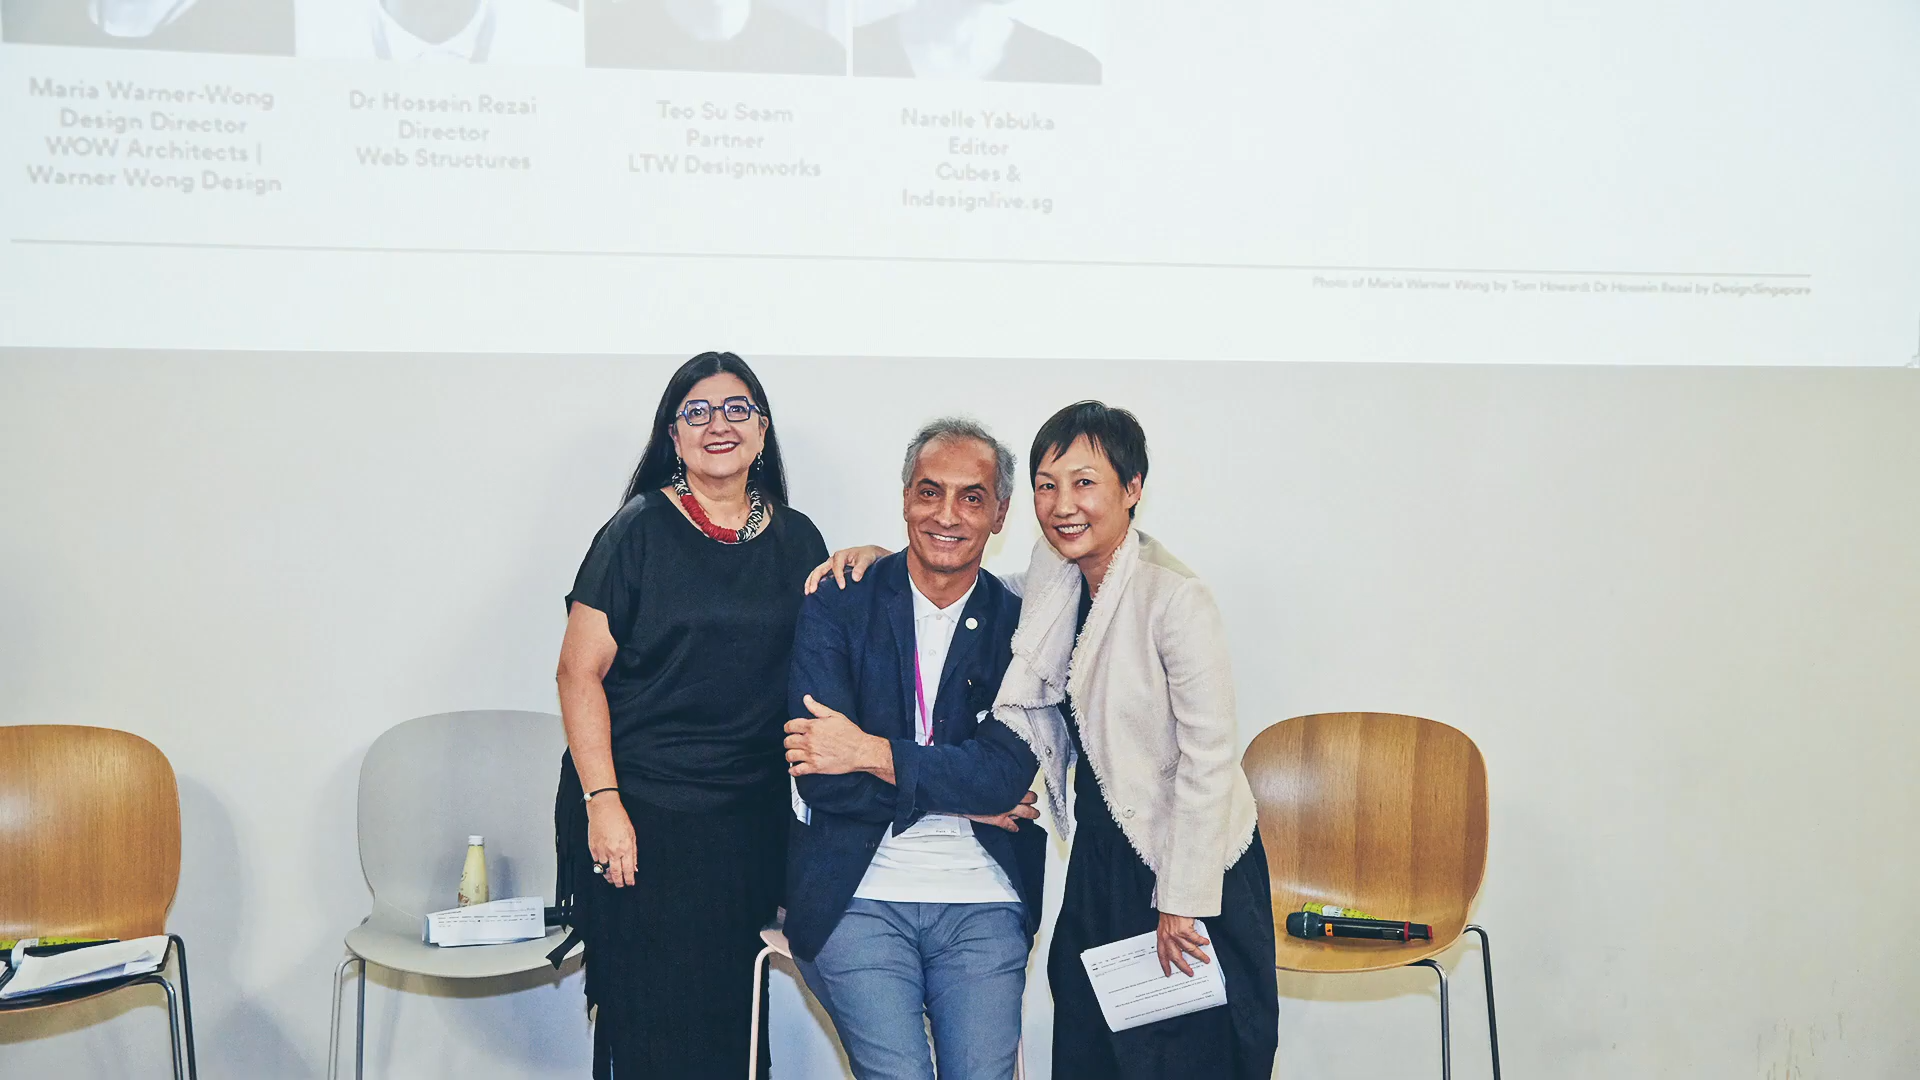 Maria Warner-Wong
Design Director
WOW Architects |
Warner Wong Design
Dr Hossein Rezai
Director
Web Structures
Teo Su Seam
Partner
LTW Designworks
Narelle Yabuka
Editor
Cubes &
Indesignlive.sg
Photo of Maria Warner Wong by Tom Howard; Dr Hossein Rezai by DesignSingapore